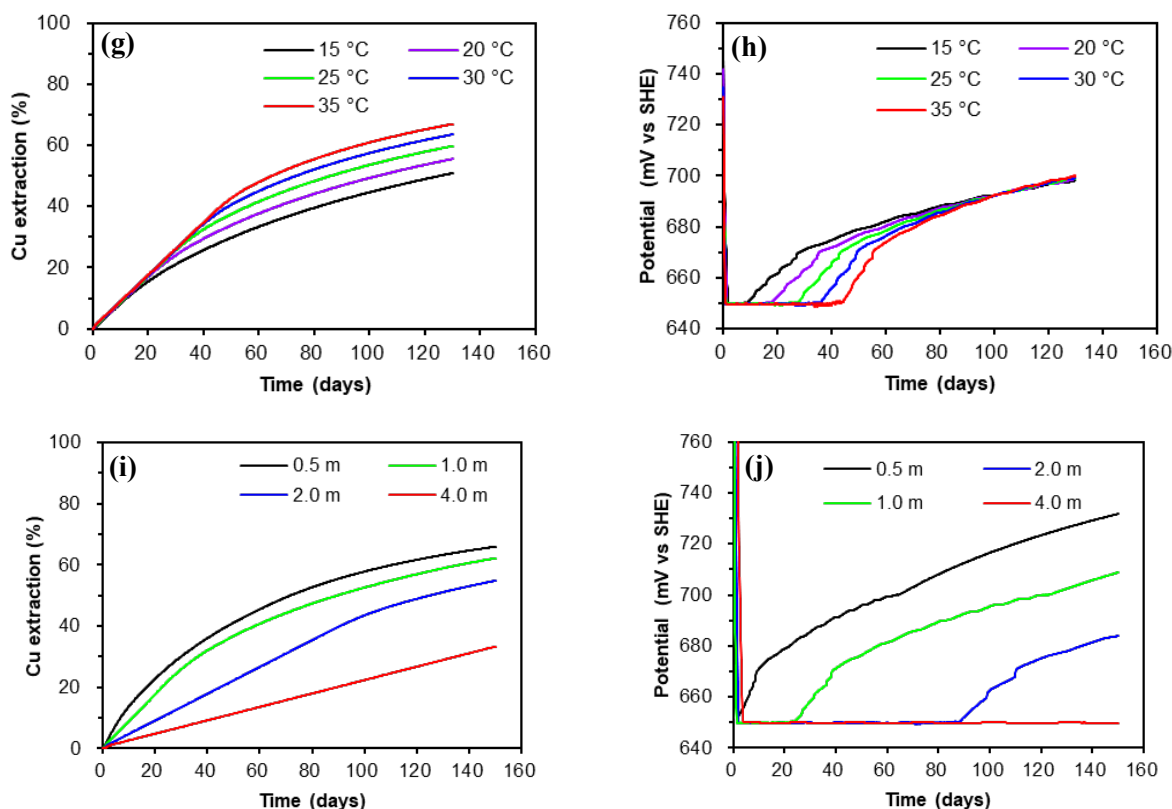 (g)
15 °C 20 °C
25 °C 30 °C
35 °C
Cu extraction (%)
100
80
60
40
20
0
0 20 40 60 80 100 120 140 160
Time (days)
(h)
15 °C 20 °C
25 °C 30 °C
35 °C
Potential (mV vs SHE)
760
740
720
700
680
660
640
0 20 40 60 80 100 120 140 160
Time (days)
(i)
0.5 m 1.0 m
2.0 m 4.0 m
Cu extraction (%)
100
80
60
40
20
0
0 20 40 60 80 100 120 140 160
Time (days)
(j)
0.5 m 2.0 m
1.0 m 4.0 m
Potential (mV vs SHE)
760
740
720
700
680
660
640
0 20 40 60 80 100 120 140 160
Time (days)